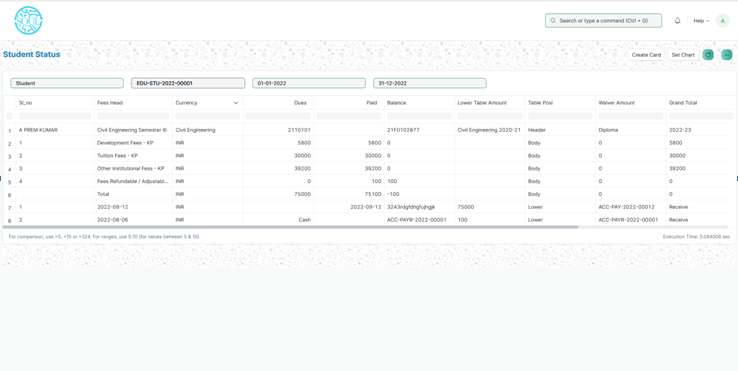 Search or type a command (Ctrl + G)
Help
A
Student Status
Create Card
Set Chart
Student
EDU-STU-2022-00001
01-01-2022
31-12-2022
Sl_no Fees Head Currency Dues Paid Balance Lower Table Amount Table Posi Waiver Amount Grand Total
1 A PREM KUMAR Civil Engineering Semester III Civil Engineering 2110101 21F0102877 Civil Engineering 2020-21 Header Diploma 2022-23
2 1 Development Fees - KP INR 5800 5800 0 Body 0 5800
3 2 Tuition Fees - KP INR 30000 30000 0 Body 0 30000
4 3 Other Institutional Fees - KP INR 39200 39200 0 Body 0 39200
5 4 Fees Refundable / Adjustabl... INR 0 100 100 Body 0 0
6 Total INR 75000 75100 -100 Body 0 0
7 1 2022-09-12 INR 2022-09-12 3243rdgfdhgfujhgjk 75000 Lower ACC-PAY-2022-00012 Receive
8 2 2022-08-06 INR Cash ACC-PAYR-2022-00001 100 Lower ACC-PAYR-2022-00001 Receive
For comparison, use >5, <10 or =324. For ranges, use 5:10 (for values between 5 & 10).
Execution Time: 0.084006 sec